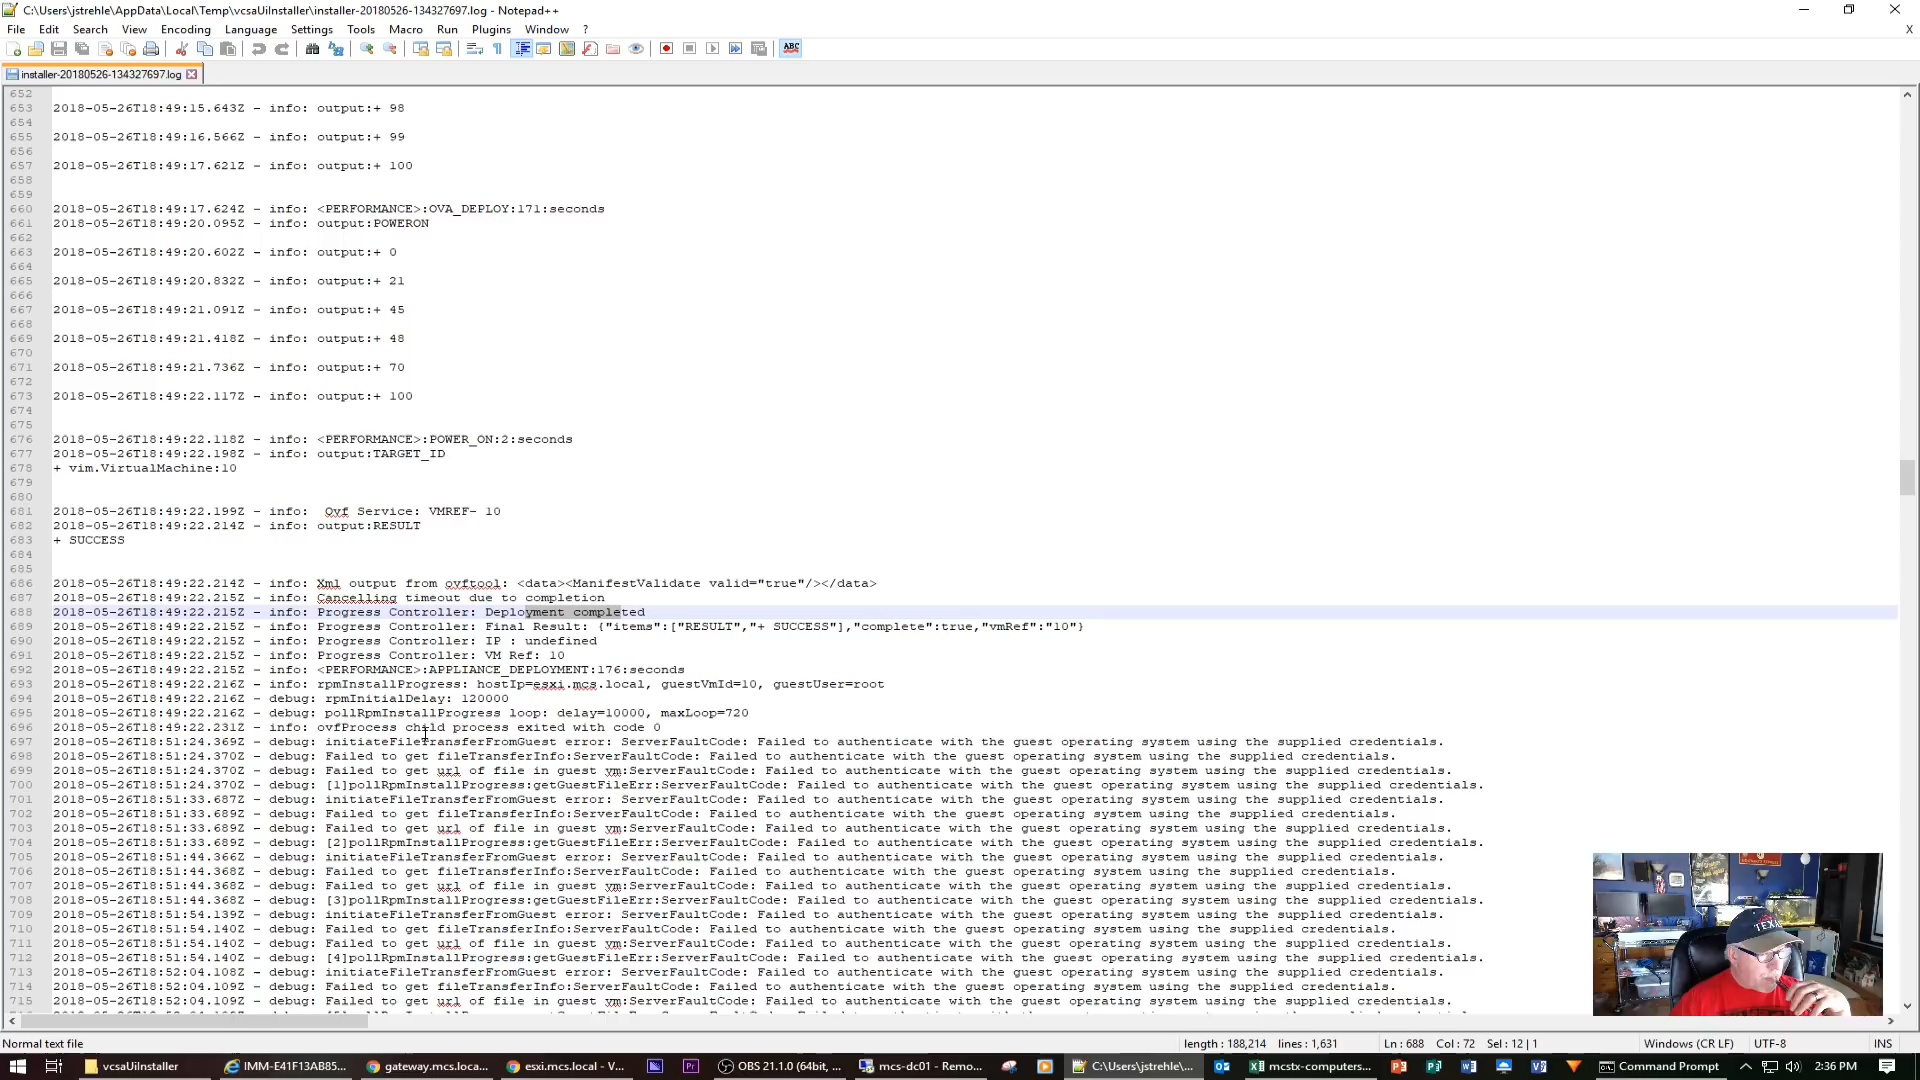 C:\Users\jstrehle\AppData\Local\Temp\vcsaUiInstaller\installer-20180526-134327697.log - Notepad++
File Edit Search View Encoding Language Settings Tools Macro Run Plugins Window ? X
installer-20180526-134327697.log
652
653 2018-05-26T18:49:15.643Z - info: output:+ 98
654
655 2018-05-26T18:49:16.566Z - info: output:+ 99
656
657 2018-05-26T18:49:17.621Z - info: output:+ 100
658
659
660 2018-05-26T18:49:17.624Z - info: <PERFORMANCE>:OVA_DEPLOY:171:seconds
661 2018-05-26T18:49:20.095Z - info: output:POWERON
662
663 2018-05-26T18:49:20.602Z - info: output:+ 0
664
665 2018-05-26T18:49:20.832Z - info: output:+ 21
666
667 2018-05-26T18:49:21.091Z - info: output:+ 45
668
669 2018-05-26T18:49:21.418Z - info: output:+ 48
670
671 2018-05-26T18:49:21.736Z - info: output:+ 70
672
673 2018-05-26T18:49:22.117Z - info: output:+ 100
674
675
676 2018-05-26T18:49:22.118Z - info: <PERFORMANCE>:POWER_ON:2:seconds
677 2018-05-26T18:49:22.198Z - info: output:TARGET_ID
678 + vim.VirtualMachine:10
679
680
681 2018-05-26T18:49:22.199Z - info:  Ovf Service: VMREF- 10
682 2018-05-26T18:49:22.214Z - info: output:RESULT
683 + SUCCESS
684
685
686 2018-05-26T18:49:22.214Z - info: Xml output from ovftool: <data><ManifestValidate valid="true"/></data>
687 2018-05-26T18:49:22.215Z - info: Cancelling timeout due to completion
688 2018-05-26T18:49:22.215Z - info: Progress Controller: Deployment completed
689 2018-05-26T18:49:22.215Z - info: Progress Controller: Final Result: {"items":["RESULT","+ SUCCESS"],"complete":true,"vmRef":"10"}
690 2018-05-26T18:49:22.215Z - info: Progress Controller: IP : undefined
691 2018-05-26T18:49:22.215Z - info: Progress Controller: VM Ref: 10
692 2018-05-26T18:49:22.215Z - info: <PERFORMANCE>:APPLIANCE_DEPLOYMENT:176:seconds
693 2018-05-26T18:49:22.216Z - info: rpmInstallProgress: hostIp=esxi.mcs.local, guestVmId=10, guestUser=root
694 2018-05-26T18:49:22.216Z - debug: rpmInitialDelay: 120000
695 2018-05-26T18:49:22.216Z - debug: pollRpmInstallProgress loop: delay=10000, maxLoop=720
696 2018-05-26T18:49:22.231Z - info: ovfProcess child process exited with code 0
697 2018-05-26T18:51:24.369Z - debug: initiateFileTransferFromGuest error: ServerFaultCode: Failed to authenticate with the guest operating system using the supplied credentials.
698 2018-05-26T18:51:24.370Z - debug: Failed to get fileTransferInfo:ServerFaultCode: Failed to authenticate with the guest operating system using the supplied credentials.
699 2018-05-26T18:51:24.370Z - debug: Failed to get url of file in guest vm:ServerFaultCode: Failed to authenticate with the guest operating system using the supplied credentials.
700 2018-05-26T18:51:24.370Z - debug: [1]pollRpmInstallProgress:getGuestFileErr:ServerFaultCode: Failed to authenticate with the guest operating system using the supplied credentials.
701 2018-05-26T18:51:33.687Z - debug: initiateFileTransferFromGuest error: ServerFaultCode: Failed to authenticate with the guest operating system using the supplied credentials.
702 2018-05-26T18:51:33.689Z - debug: Failed to get fileTransferInfo:ServerFaultCode: Failed to authenticate with the guest operating system using the supplied credentials.
703 2018-05-26T18:51:33.689Z - debug: Failed to get url of file in guest vm:ServerFaultCode: Failed to authenticate with the guest operating system using the supplied credentials.
704 2018-05-26T18:51:33.689Z - debug: [2]pollRpmInstallProgress:getGuestFileErr:ServerFaultCode: Failed to authenticate with the guest operating system using the supplied credentials.
705 2018-05-26T18:51:44.366Z - debug: initiateFileTransferFromGuest error: ServerFaultCode: Failed to authenticate with the guest operating system using the supplied credentials.
706 2018-05-26T18:51:44.368Z - debug: Failed to get fileTransferInfo:ServerFaultCode: Failed to authenticate with the guest operating system using the supplied credentials.
707 2018-05-26T18:51:44.368Z - debug: Failed to get url of file in guest vm:ServerFaultCode: Failed to authenticate with the guest operating system using the supplied credentials.
708 2018-05-26T18:51:44.368Z - debug: [3]pollRpmInstallProgress:getGuestFileErr:ServerFaultCode: Failed to authenticate with the guest operating system using the supplied credentials.
709 2018-05-26T18:51:54.139Z - debug: initiateFileTransferFromGuest error: ServerFaultCode: Failed to authenticate with the guest operating system using the supplied credentials.
710 2018-05-26T18:51:54.140Z - debug: Failed to get fileTransferInfo:ServerFaultCode: Failed to authenticate with the guest operating system using the supplied credentials.
711 2018-05-26T18:51:54.140Z - debug: Failed to get url of file in guest vm:ServerFaultCode: Failed to authenticate with the guest operating system using the supplied credentials.
712 2018-05-26T18:51:54.140Z - debug: [4]pollRpmInstallProgress:getGuestFileErr:ServerFaultCode: Failed to authenticate with the guest operating system using the supplied credentials.
713 2018-05-26T18:52:04.108Z - debug: initiateFileTransferFromGuest error: ServerFaultCode: Failed to authenticate with the guest operating system using the supplied credentials.
714 2018-05-26T18:52:04.109Z - debug: Failed to get fileTransferInfo:ServerFaultCode: Failed to authenticate with the guest operating system using the supplied credentials.
715 2018-05-26T18:52:04.109Z - debug: Failed to get url of file in guest vm:ServerFaultCode: Failed to authenticate with the guest operating system using the supplied credentials.
TEXAS
Normal text file length : 188,214 lines : 1,631 Ln : 688 Col : 72 Sel : 12 | 1 Windows (CR LF) UTF-8 INS
vcsaUiInstaller IMM-E41F13AB85... gateway.mcs.loca... esxi.mcs.local - V... OBS 21.1.0 (64bit, ... mcs-dc01 - Remo... C:\Users\jstrehle\... mcstx-computers... Command Prompt 2:36 PM